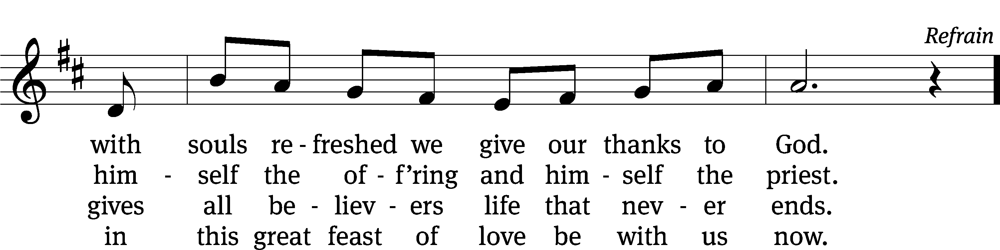 Refrain
with souls re - freshed we give our thanks to God.
him - self the of - f’ring and him - self the priest.
gives all be - liev - ers life that nev - er ends.
in this great feast of love be with us now.